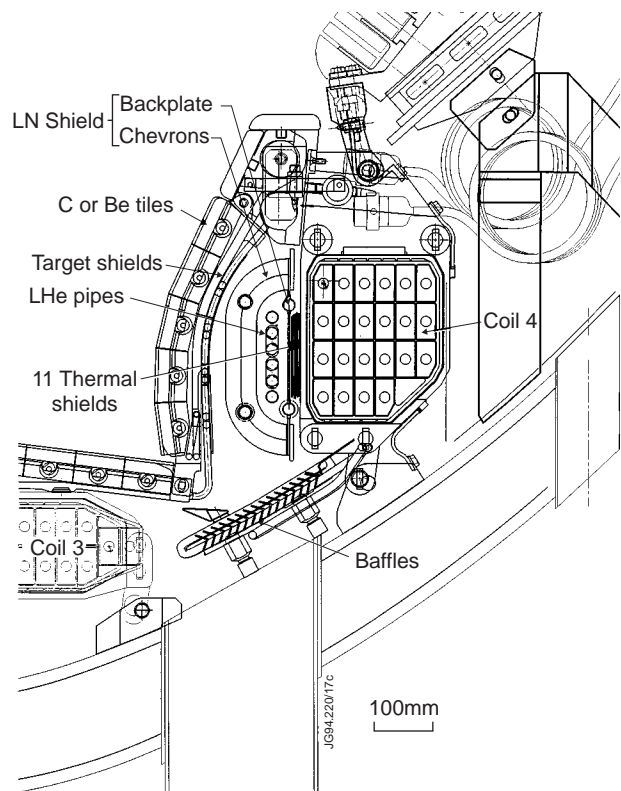 LN Shield
Backplate
Chevrons
C or Be tiles
Target shields
LHe pipes
11 Thermal
shields
Coil 4
Coil 3
Baffles
JG94.220/17c
100mm